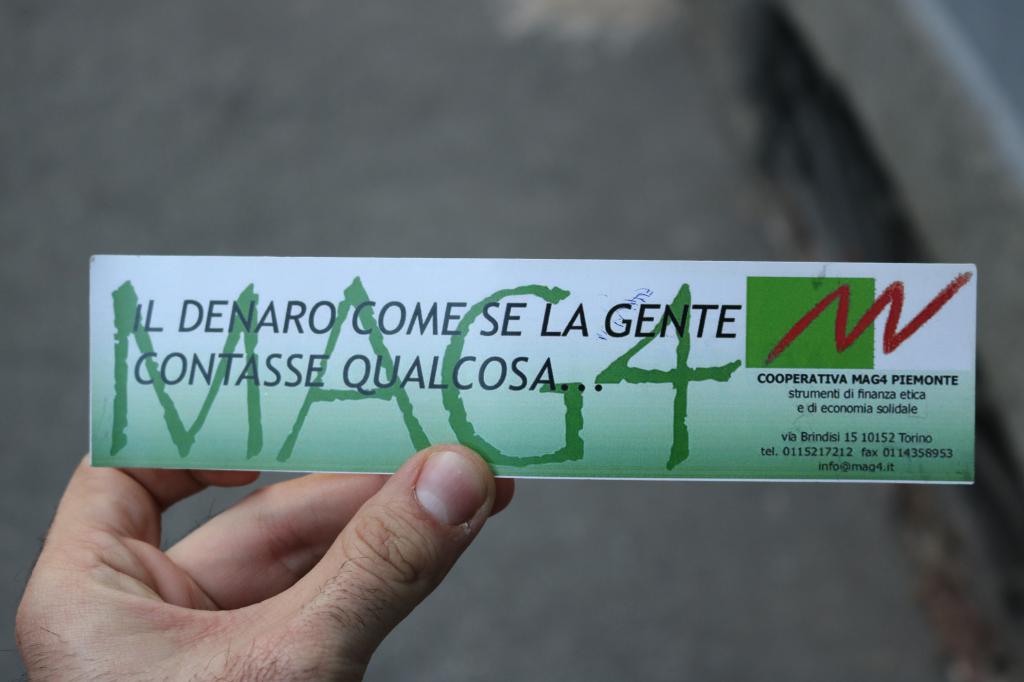 MAG4
IL DENARO COME SE LA GENTE
CONTASSE QUALCOSA...
COOPERATIVA MAG4 PIEMONTE
strumenti di finanza etica
e di economia solidale
via Brindisi 15 10152 Torino
tel. 0115217212 fax 0114358953
info@mag4.it